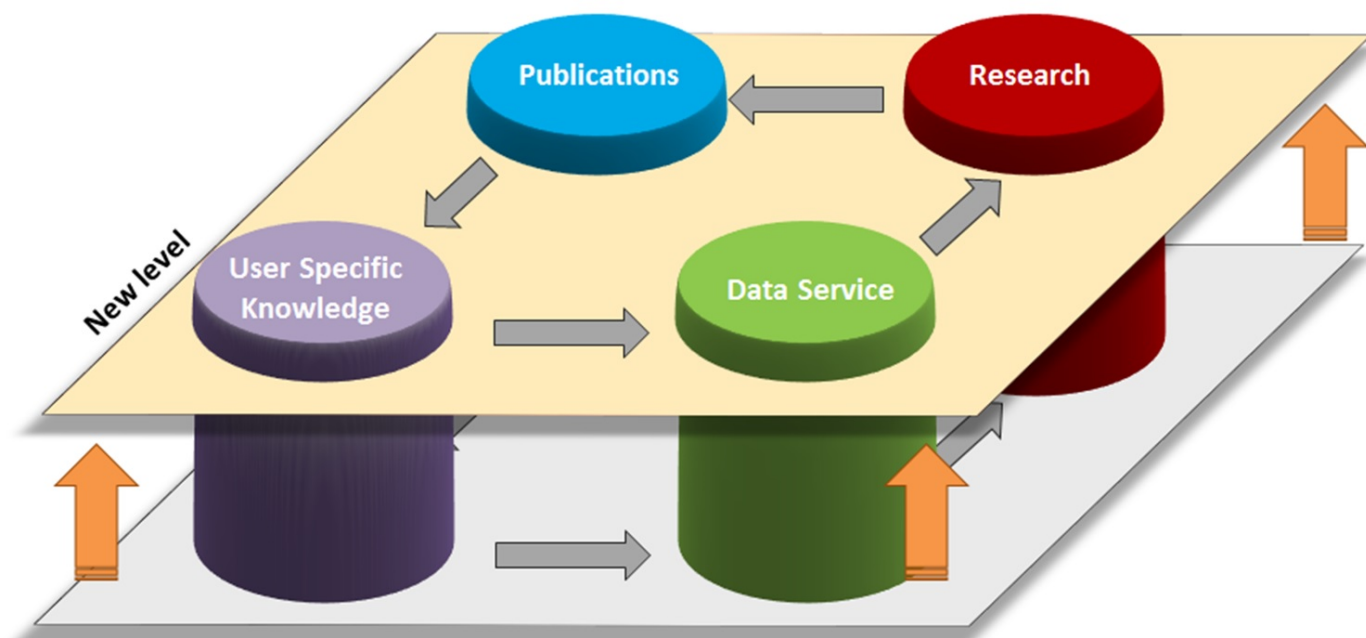 Publications
Research
New level
User Specific
Knowledge
Data Service